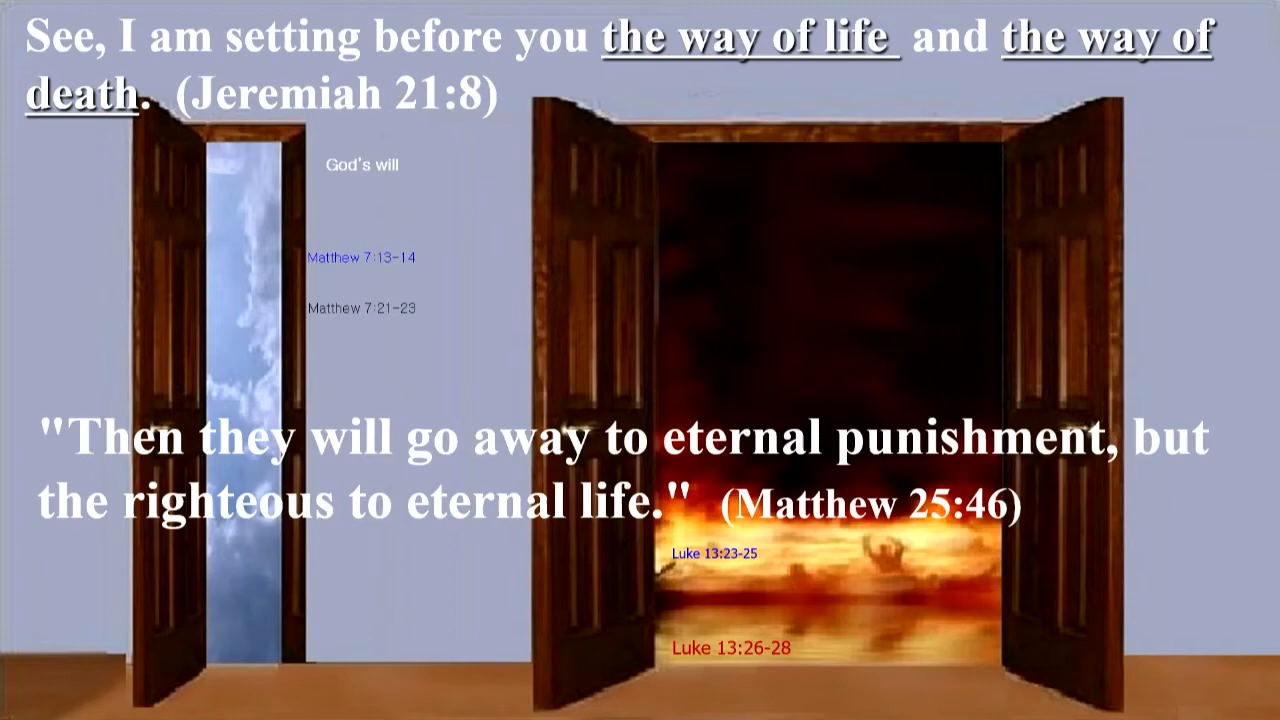 See, I am setting before you the way of life and the way of
death. (Jeremiah 21:8)
God's will
Matthew 7:13-14
Matthew 7:21-23
"Then they will go away to eternal punishment, but
the righteous to eternal life." (Matthew 25:46)
Luke 13:23-25
Luke 13:26-28